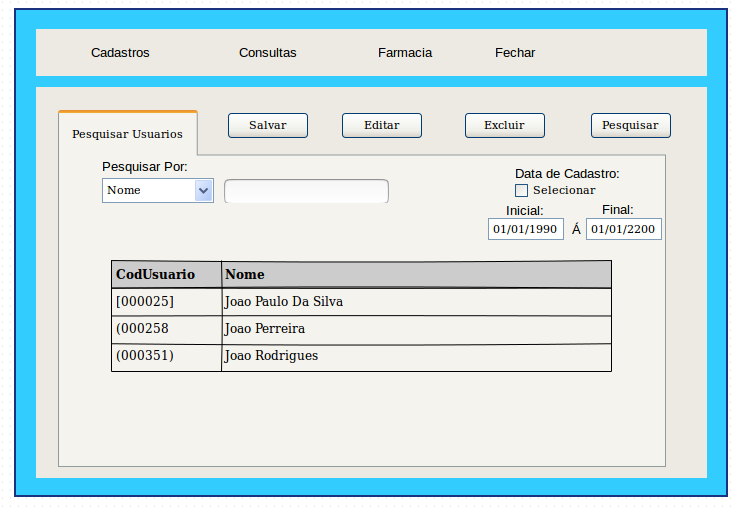 Cadastros Consultas Farmacia Fechar
Pesquisar Usuarios Salvar Editar Excluir Pesquisar
Pesquisar Por:
Data de Cadastro:
Nome
Selecionar
Inicial: Final:
01/01/1990 Á 01/01/2200
CodUsuario Nome
[000025] Joao Paulo Da Silva
(000258 Joao Perreira
(000351) Joao Rodrigues